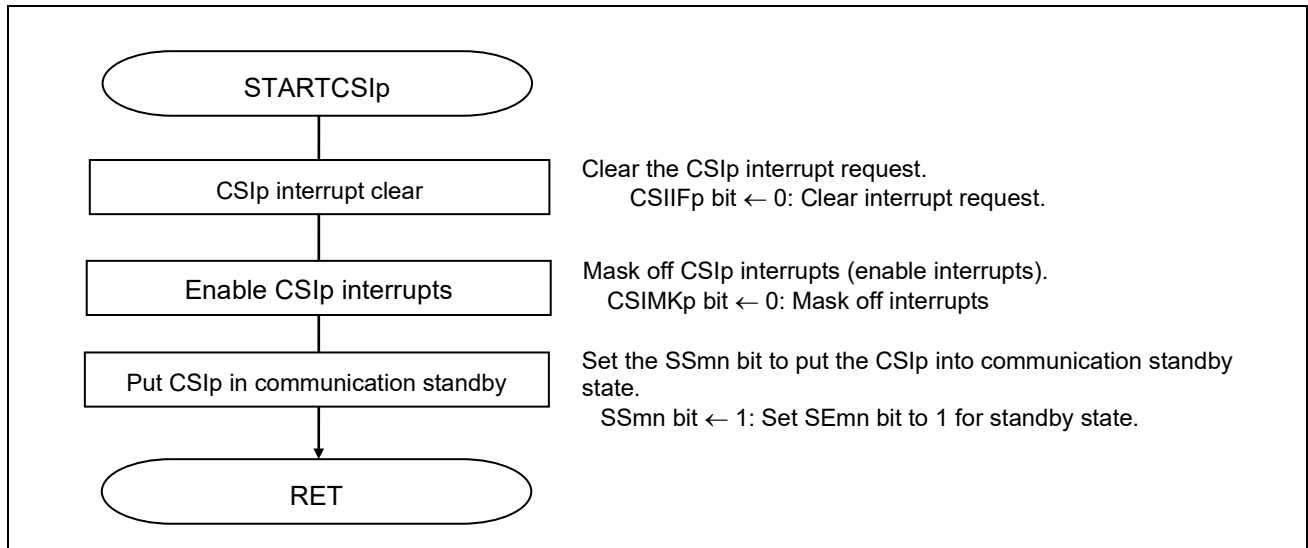 STARTCSIp
CSIp interrupt clear
Clear the CSIp interrupt request.
CSIIFp bit ← 0: Clear interrupt request.
Enable CSIp interrupts
Mask off CSIp interrupts (enable interrupts).
CSIMKp bit ← 0: Mask off interrupts
Put CSIp in communication standby
Set the SSmn bit to put the CSIp into communication standby
state.
SSmn bit ← 1: Set SEmn bit to 1 for standby state.
RET